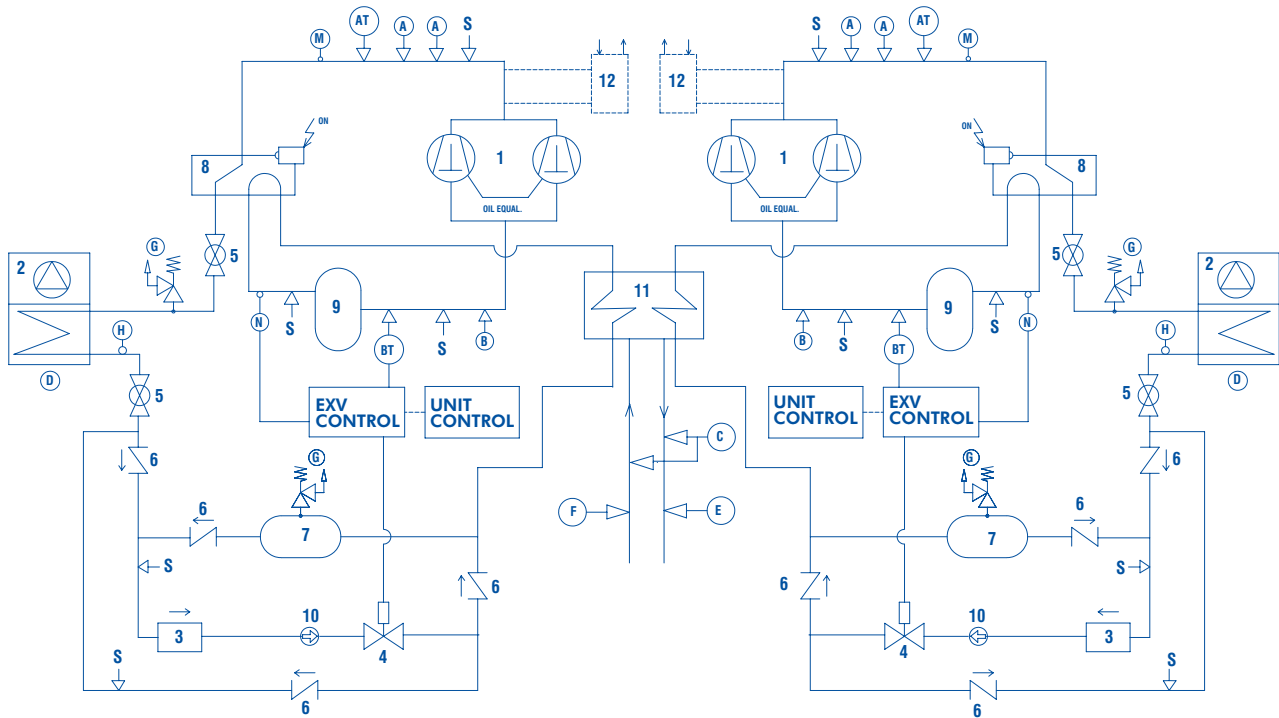 M AT A A S
S A A AT M
12 12
ON ON
8 1 1 8
OIL EQUAL. OIL EQUAL.
G 5 5 G
2 2
11
9 9
S S
N N
H H
S B B S
BT BT
D D
5 5
EXV CONTROL
UNIT CONTROL
UNIT CONTROL
EXV CONTROL
C
6 G G 6
6 6
F E
7 7
S S
6 6
10 10
3 3
4 4
S S
6 6